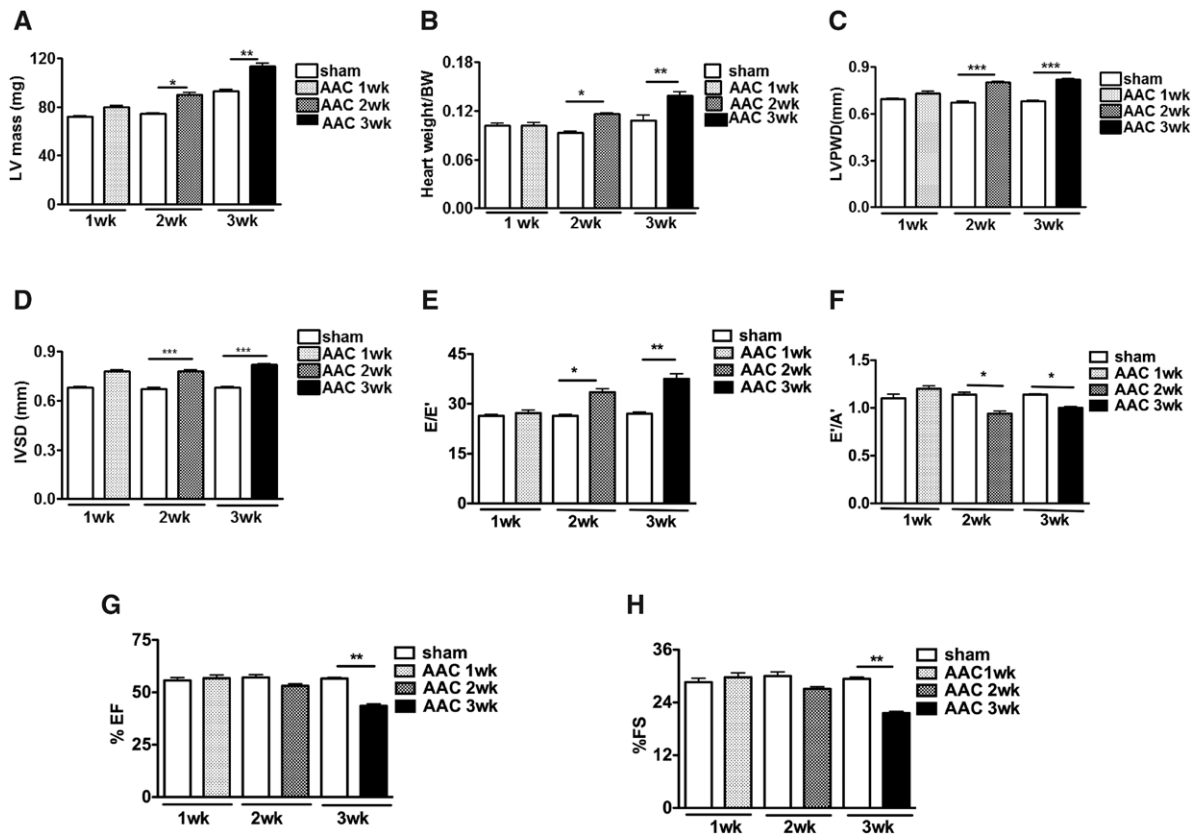 A
LV mass (mg)
120
80
40
0
*
**
1wk 2wk 3wk
sham
AAC 1wk
AAC 2wk
AAC 3wk
B
Heart weight/BW
0.18
0.12
0.06
0.00
*
**
1 wk 2wk 3wk
sham
AAC 1wk
AAC 2wk
AAC 3wk
C
LVPWD(mm)
0.9
0.6
0.3
0.0
***
***
1wk 2wk 3wk
sham
AAC 1wk
AAC 2wk
AAC 3wk
D
IVSD (mm)
0.9
0.6
0.3
0.0
***
***
1wk 2wk 3wk
sham
AAC 1wk
AAC 2wk
AAC 3wk
E
E/E'
45
30
15
0
*
**
1wk 2wk 3wk
sham
AAC 1wk
AAC 2wk
AAC 3wk
F
E'/A'
1.5
1.0
0.5
0.0
*
*
1wk 2wk 3wk
sham
AAC 1wk
AAC 2wk
AAC 3wk
G
% EF
75
50
25
0
**
1wk 2wk 3wk
sham
AAC 1wk
AAC 2wk
AAC 3wk
H
%FS
36
24
12
0
**
1wk 2wk 3wk
sham
AAC1wk
AAC 2wk
AAC 3wk